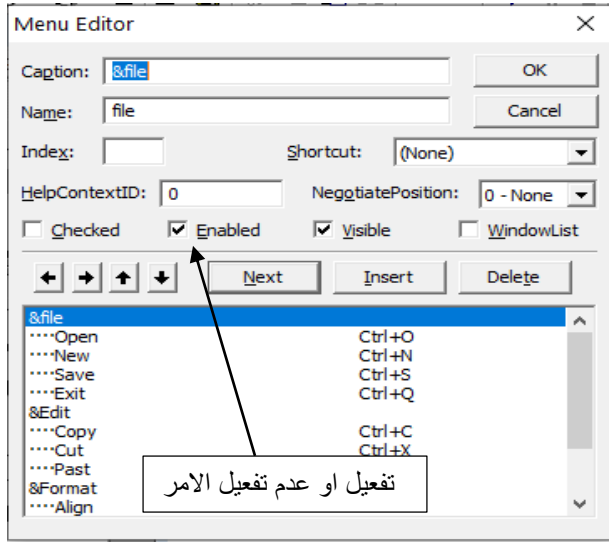 Menu Editor
Caption: &file OK
Name: file Cancel
Index: Shortcut: (None)
HelpContextID: 0 NegotiatePosition: 0 - None
Checked Enabled Visible WindowList
Next Insert Delete
&file
····Open Ctrl+O
····New Ctrl+N
····Save Ctrl+S
····Exit Ctrl+Q
&Edit
····Copy Ctrl+C
····Cut Ctrl+X
····Past
&Format
····Align
تفعيل او عدم تفعيل الامر